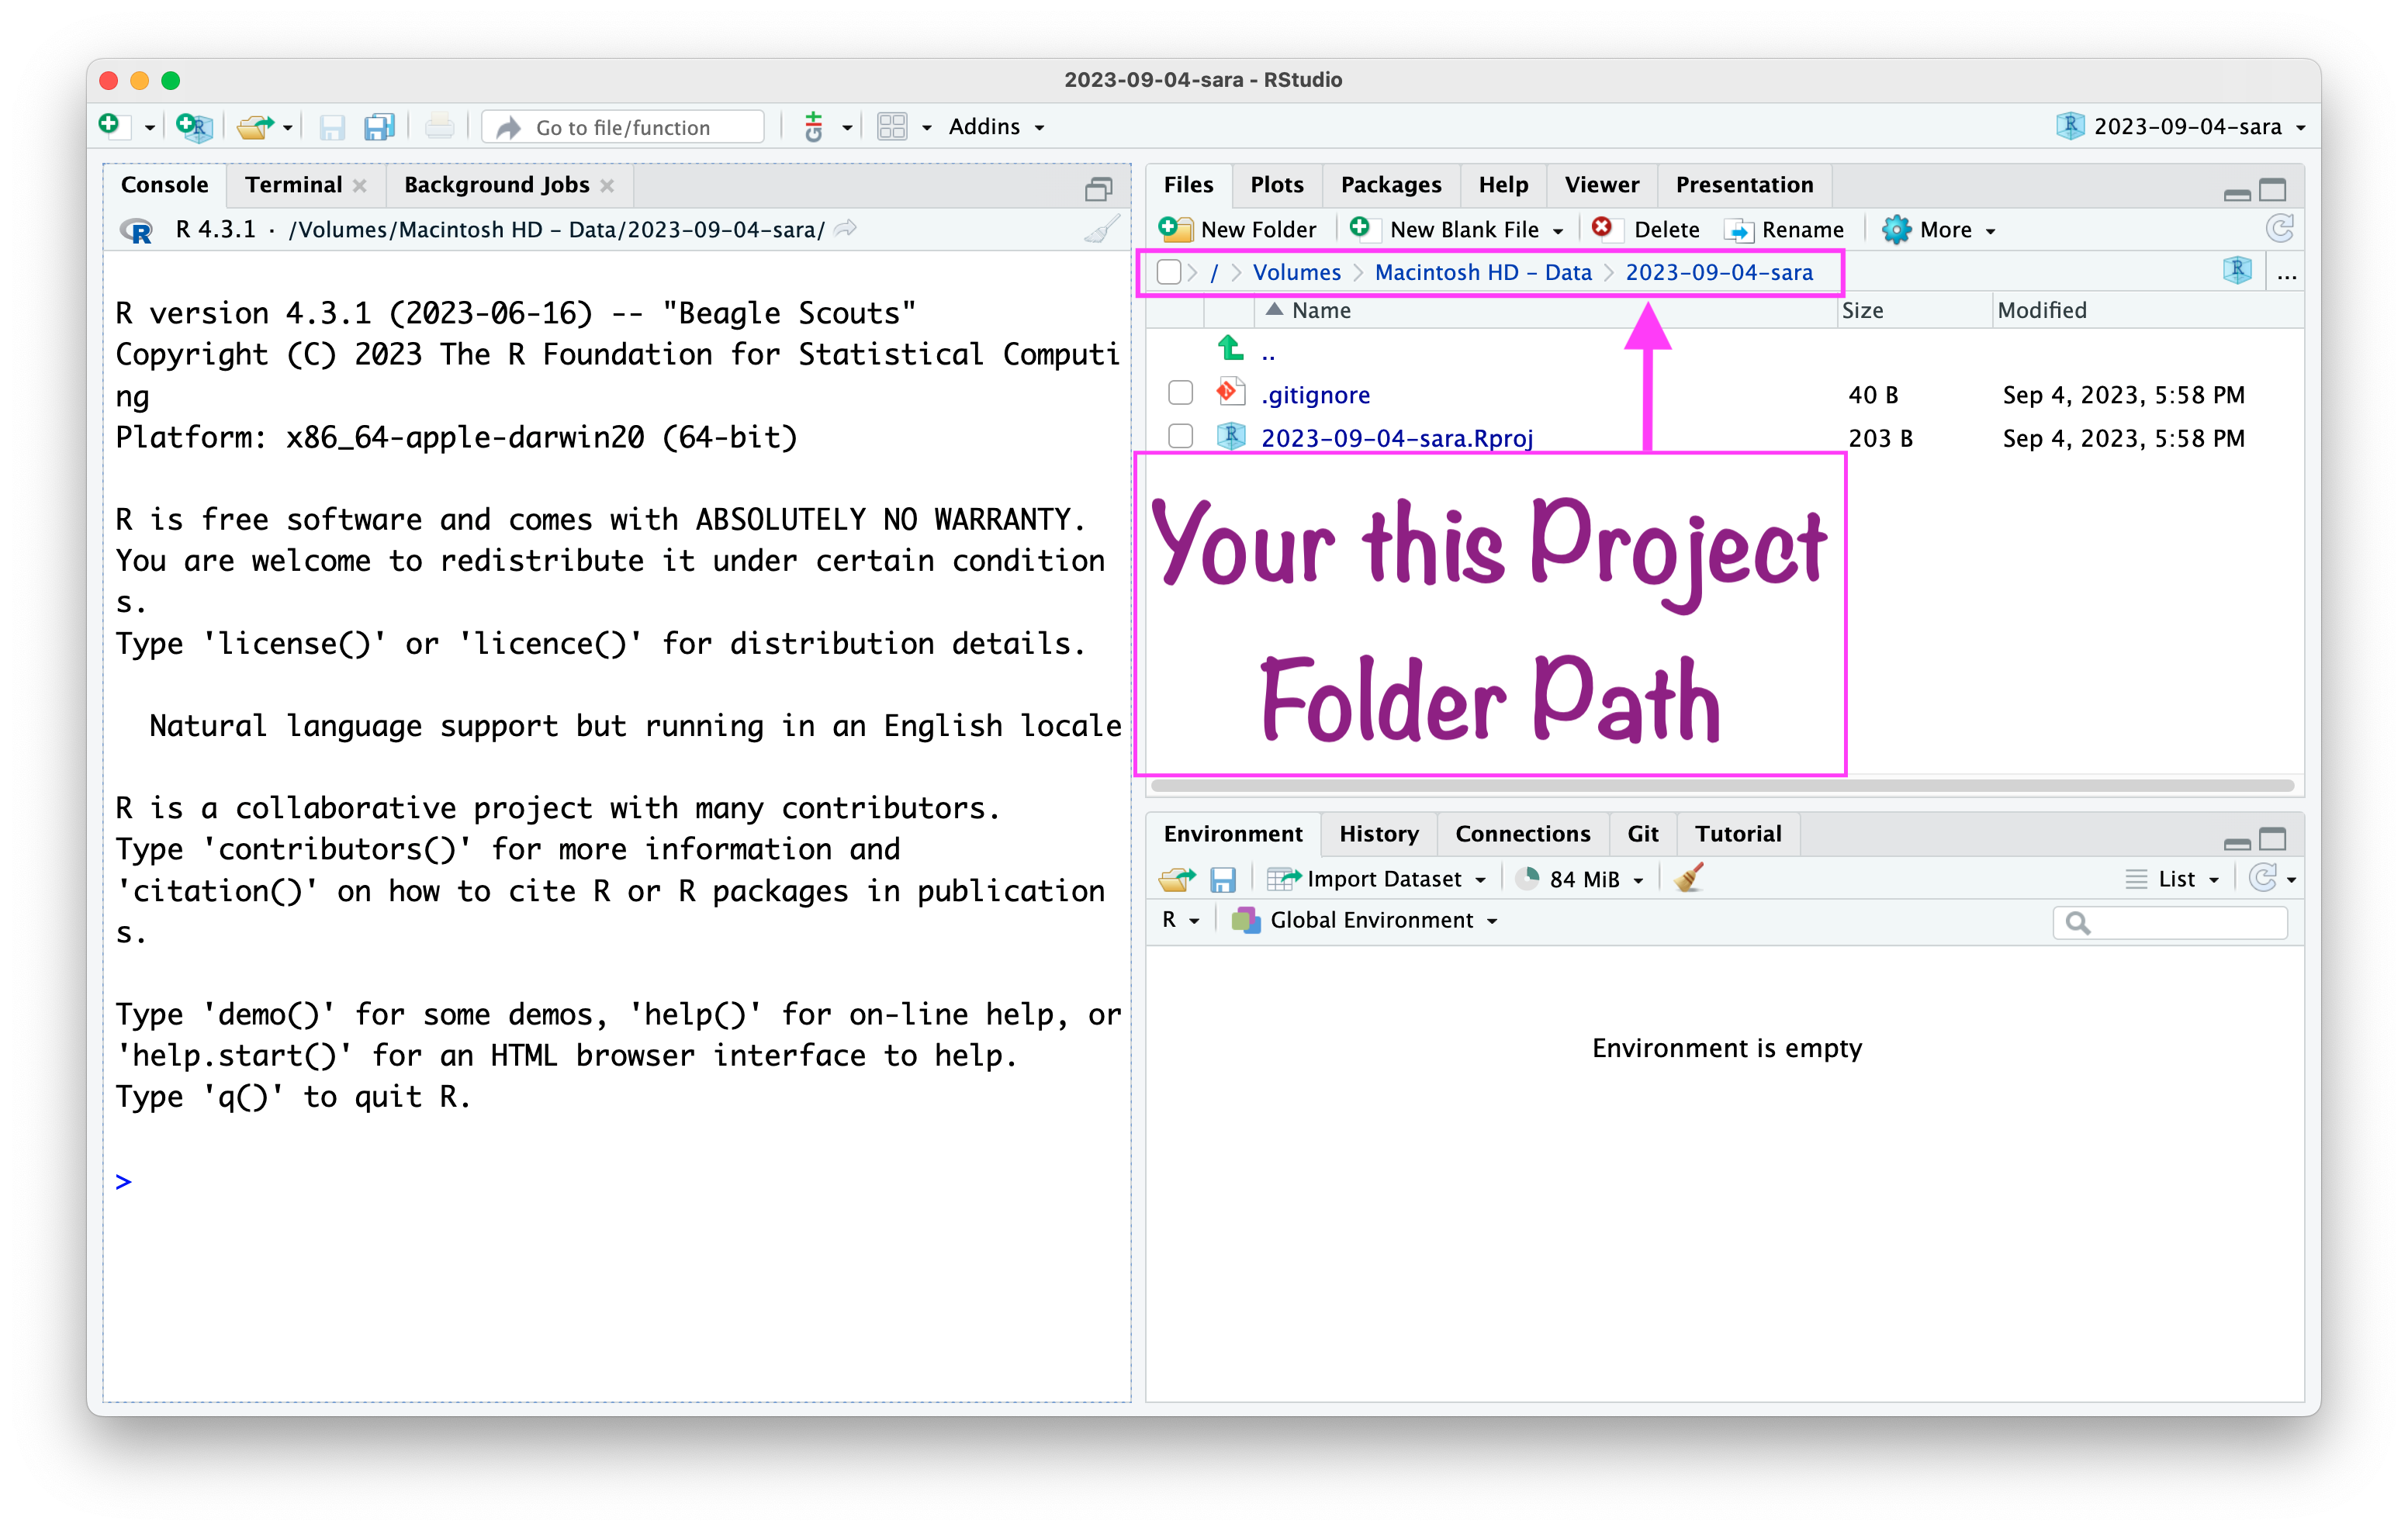 2023-09-04-sara - RStudio
Go to file/function
Git
Addins
2023-09-04-sara
Console
Terminal
Background Jobs
R 4.3.1 · /Volumes/Macintosh HD - Data/2023-09-04-sara/
R version 4.3.1 (2023-06-16) -- "Beagle Scouts"
Copyright (C) 2023 The R Foundation for Statistical Computi
ng
Platform: x86_64-apple-darwin20 (64-bit)
R is free software and comes with ABSOLUTELY NO WARRANTY.
You are welcome to redistribute it under certain condition
s.
Type 'license()' or 'licence()' for distribution details.
Natural language support but running in an English locale
R is a collaborative project with many contributors.
Type 'contributors()' for more information and
'citation()' on how to cite R or R packages in publication
s.
Type 'demo()' for some demos, 'help()' for on-line help, or
'help.start()' for an HTML browser interface to help.
Type 'q()' to quit R.
>
Files Plots Packages Help Viewer Presentation
New Folder New Blank File Delete Rename More
/ Volumes Macintosh HD - Data 2023-09-04-sara ...
Name Size Modified
..
.gitignore 40 B Sep 4, 2023, 5:58 PM
2023-09-04-sara.Rproj 203 B Sep 4, 2023, 5:58 PM
Your this Project
Folder Path
Environment History Connections Git Tutorial
Import Dataset 84 MiB List
R Global Environment
Environment is empty